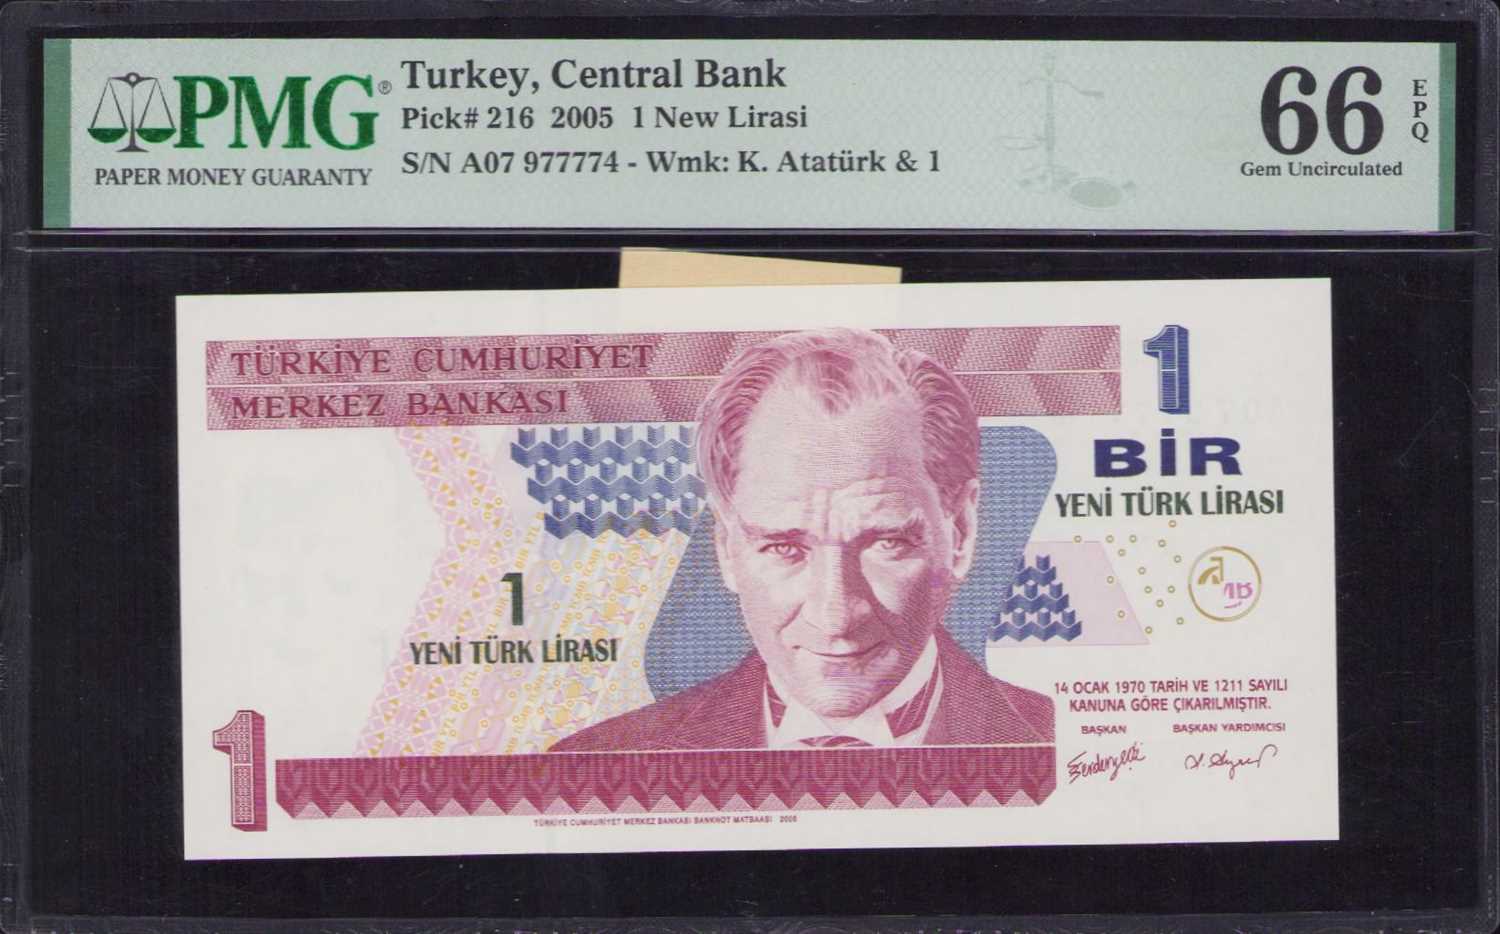 PMG®
PAPER MONEY GUARANTY
Turkey, Central Bank
Pick# 216 2005 1 New Lirasi
S/N A07 977774 - Wmk: K. Atatürk & 1
66
EPQ
Gem Uncirculated
TÜRKİYE CUMHURİYET
MERKEZ BANKASI
1
BİR
YENİ TÜRK LİRASI
1
YENİ TÜRK LİRASI
14 OCAK 1970 TARİH VE 1211 SAYILI
KANUNA GÖRE ÇIKARILMIŞTIR.
BAŞKAN BAŞKAN YARDIMCISI
1
TÜRKİYE CUMHURİYET MERKEZ BANKASI BANKNOT MATBAASI 2005